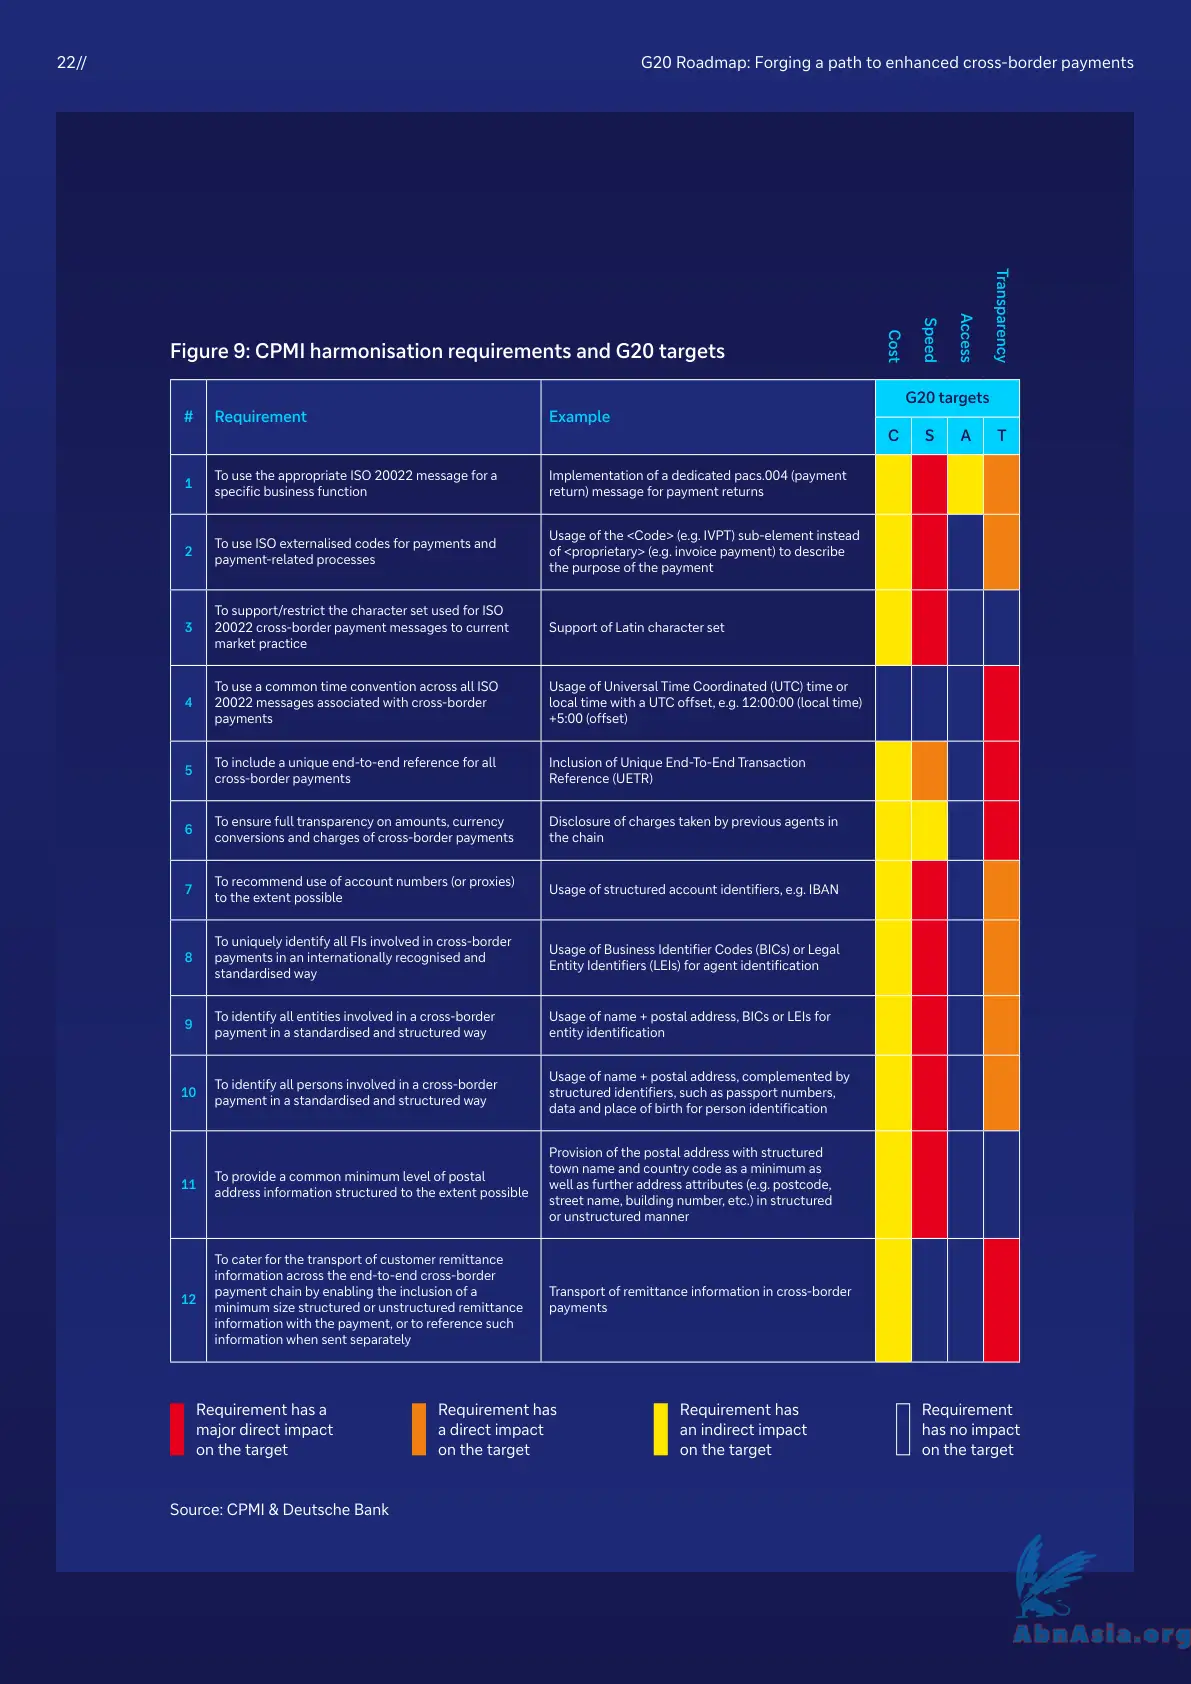 22//
G20 Roadmap: Forging a path to enhanced cross-border payments
Figure 9: CPMI harmonisation requirements and G20 targets
Cost
Speed
Access
Transparency
#
Requirement
Example
G20 targets
C S A T
1
To use the appropriate ISO 20022 message for a
specific business function
Implementation of a dedicated pacs.004 (payment
return) message for payment returns
2
To use ISO externalised codes for payments and
payment-related processes
Usage of the <Code> (e.g. IVPT) sub-element instead
of <proprietary> (e.g. invoice payment) to describe
the purpose of the payment
3
To support/restrict the character set used for ISO
20022 cross-border payment messages to current
market practice
Support of Latin character set
4
To use a common time convention across all ISO
20022 messages associated with cross-border
payments
Usage of Universal Time Coordinated (UTC) time or
local time with a UTC offset, e.g. 12:00:00 (local time)
+5:00 (offset)
5
To include a unique end-to-end reference for all
cross-border payments
Inclusion of Unique End-To-End Transaction
Reference (UETR)
6
To ensure full transparency on amounts, currency
conversions and charges of cross-border payments
Disclosure of charges taken by previous agents in
the chain
7
To recommend use of account numbers (or proxies)
to the extent possible
Usage of structured account identifiers, e.g. IBAN
8
To uniquely identify all FIs involved in cross-border
payments in an internationally recognised and
standardised way
Usage of Business Identifier Codes (BICs) or Legal
Entity Identifiers (LEIs) for agent identification
9
To identify all entities involved in a cross-border
payment in a standardised and structured way
Usage of name + postal address, BICs or LEIs for
entity identification
10
To identify all persons involved in a cross-border
payment in a standardised and structured way
Usage of name + postal address, complemented by
structured identifiers, such as passport numbers,
data and place of birth for person identification
11
To provide a common minimum level of postal
address information structured to the extent possible
Provision of the postal address with structured
town name and country code as a minimum as
well as further address attributes (e.g. postcode,
street name, building number, etc.) in structured
or unstructured manner
12
To cater for the transport of customer remittance
information across the end-to-end cross-border
payment chain by enabling the inclusion of a
minimum size structured or unstructured remittance
information with the payment, or to reference such
information when sent separately
Transport of remittance information in cross-border
payments
Requirement has a
major direct impact
on the target
Requirement has
a direct impact
on the target
Requirement has
an indirect impact
on the target
Requirement
has no impact
on the target
Source: CPMI & Deutsche Bank
AbnAsia.org